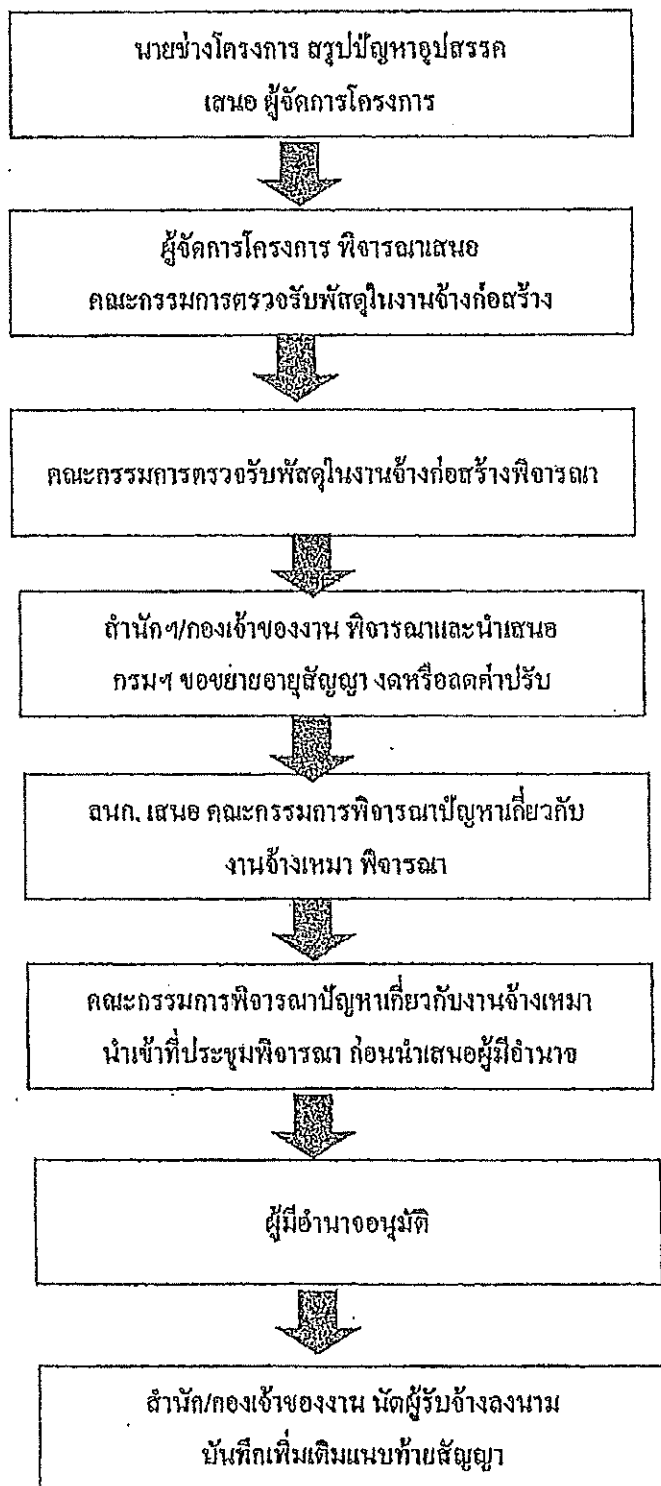 นายช่างโครงการ สรุปปัญหาอุปสรรค
เสนอ ผู้จัดการโครงการ
ผู้จัดการโครงการ พิจารณาเสนอ
คณะกรรมการตรวจรับพัสดุในงานจ้างก่อสร้าง
คณะกรรมการตรวจรับพัสดุในงานจ้างก่อสร้างพิจารณา
สำนักฯ/กองเจ้าของงาน พิจารณาและนำเสนอ
กรมฯ ขอขยายอายุสัญญา งดหรือลดค่าปรับ
ลนก. เสนอ คณะกรรมการพิจารณาปัญหาเกี่ยวกับ
งานจ้างเหมา พิจารณา
คณะกรรมการพิจารณาปัญหาเกี่ยวกับงานจ้างเหมา
นำเข้าที่ประชุมพิจารณา ก่อนนำเสนอผู้มีอำนาจ
ผู้มีอำนาจอนุมัติ
สำนัก/กองเจ้าของงาน นัดผู้รับจ้างลงนาม
บันทึกเพิ่มเติมแนบท้ายสัญญา